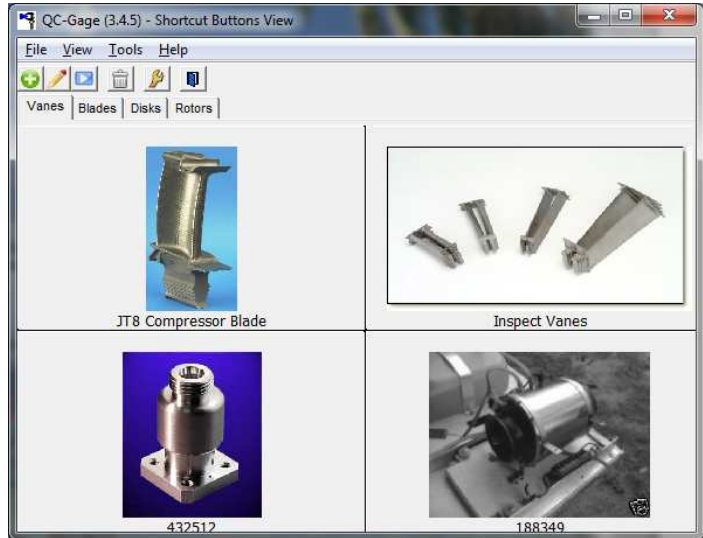 QC-Gage (3.4.5) - Shortcut Buttons View
File View Tools Help
Vanes Blades Disks Rotors
JT8 Compressor Blade
Inspect Vanes
432512
188349